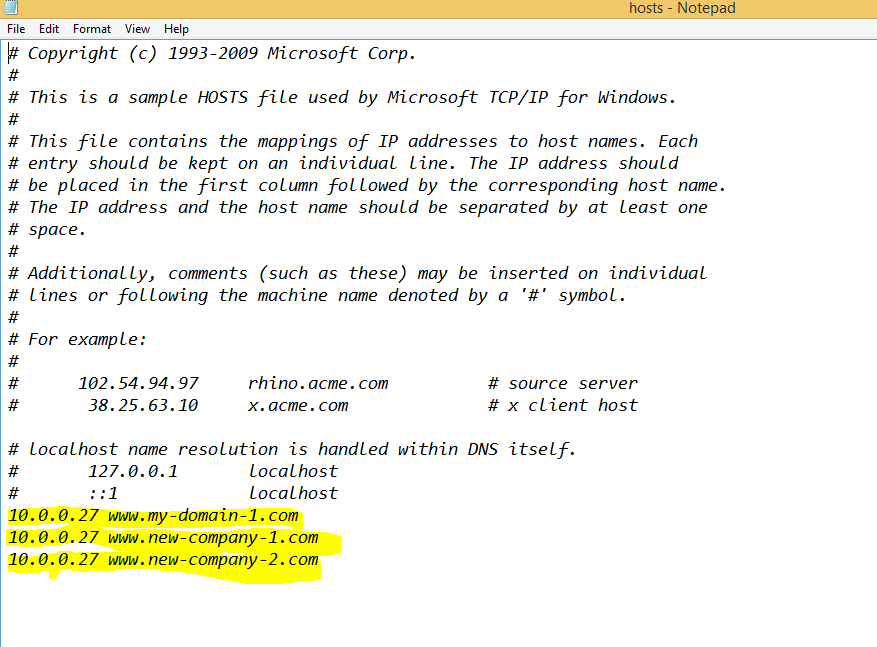 hosts - Notepad
File Edit Format View Help
# Copyright (c) 1993-2009 Microsoft Corp.
#
# This is a sample HOSTS file used by Microsoft TCP/IP for Windows.
#
# This file contains the mappings of IP addresses to host names. Each
# entry should be kept on an individual line. The IP address should
# be placed in the first column followed by the corresponding host name.
# The IP address and the host name should be separated by at least one
# space.
#
# Additionally, comments (such as these) may be inserted on individual
# lines or following the machine name denoted by a '#' symbol.
#
# For example:
#
#      102.54.94.97     rhino.acme.com          # source server
#       38.25.63.10     x.acme.com              # x client host

# localhost name resolution is handled within DNS itself.
#       127.0.0.1       localhost
#       ::1             localhost
10.0.0.27 www.my-domain-1.com
10.0.0.27 www.new-company-1.com
10.0.0.27 www.new-company-2.com